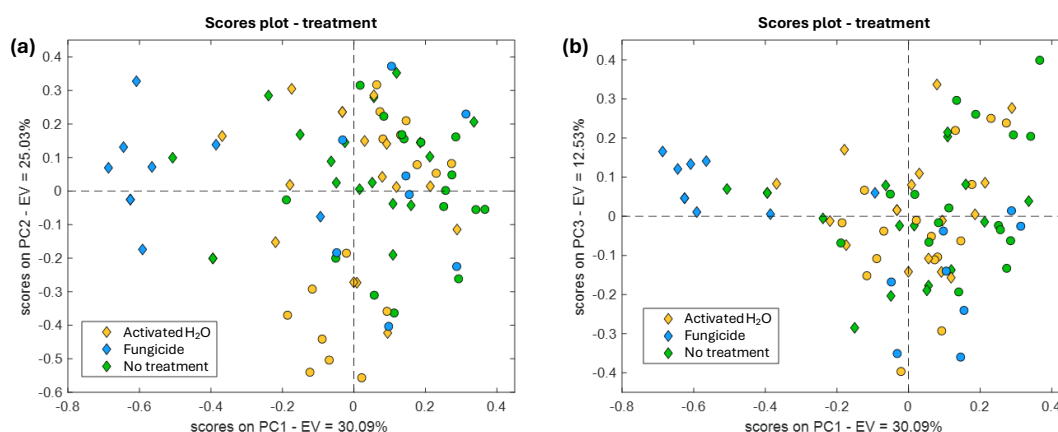 Scores plot - treatment
(a)
scores on PC2 - EV = 25.03%
0.4
0.3
0.2
0.1
0
-0.1
-0.2
-0.3
-0.4
-0.5
-0.6
Activated H₂O
Fungicide
No treatment
-0.8
-0.6
-0.4
-0.2
0
0.2
0.4
scores on PC1 - EV = 30.09%
Scores plot - treatment
(b)
scores on PC3 - EV = 12.53%
0.4
0.3
0.2
0.1
0
-0.1
-0.2
-0.3
-0.4
Activated H₂O
Fungicide
No treatment
-0.8
-0.6
-0.4
-0.2
0
0.2
0.4
scores on PC1 - EV = 30.09%